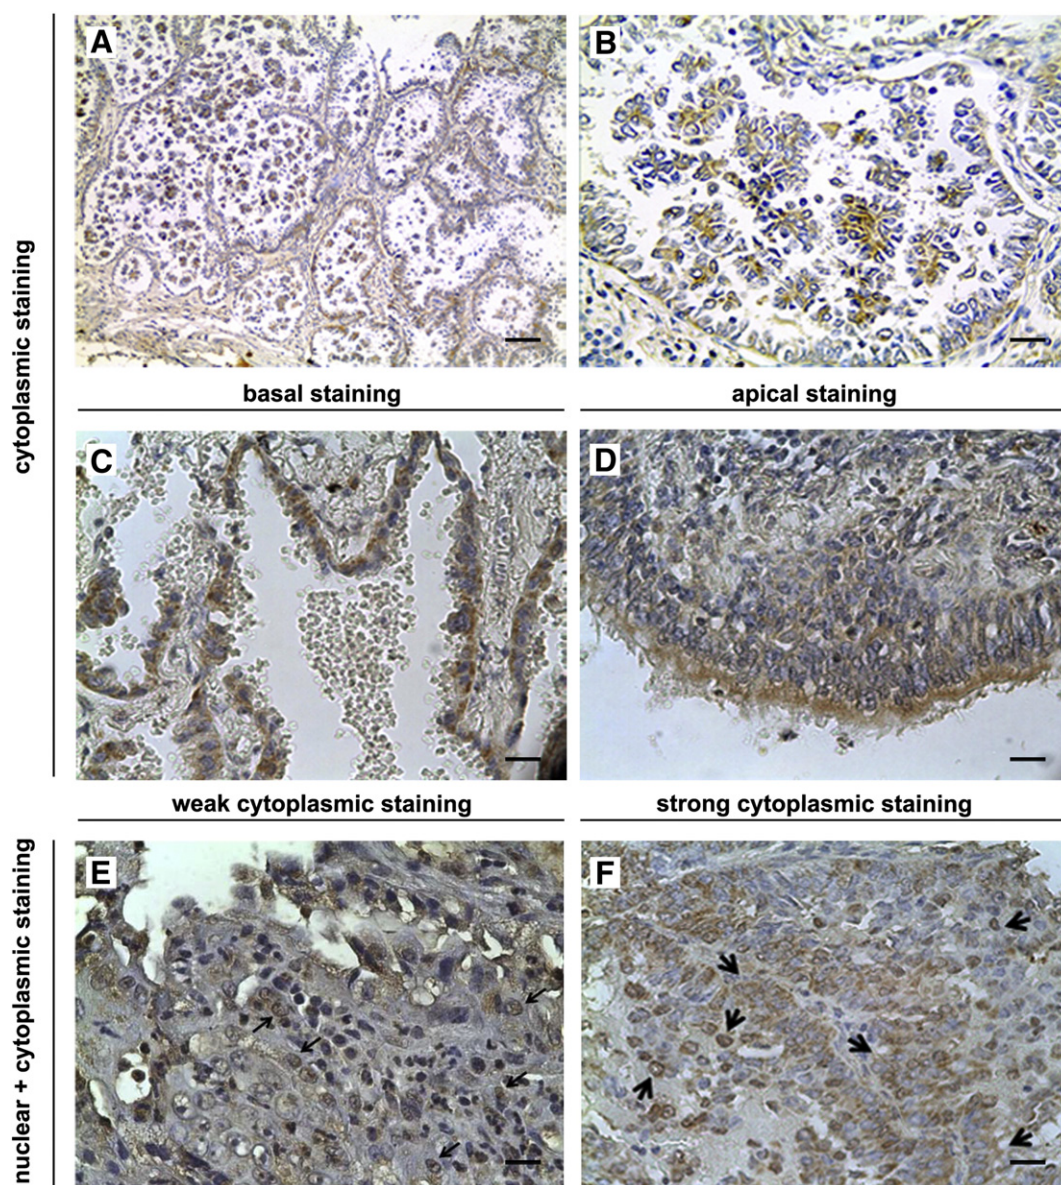 A
B
cytoplasmic staining
basal staining
apical staining
C
D
weak cytoplasmic staining
strong cytoplasmic staining
nuclear + cytoplasmic staining
E
F